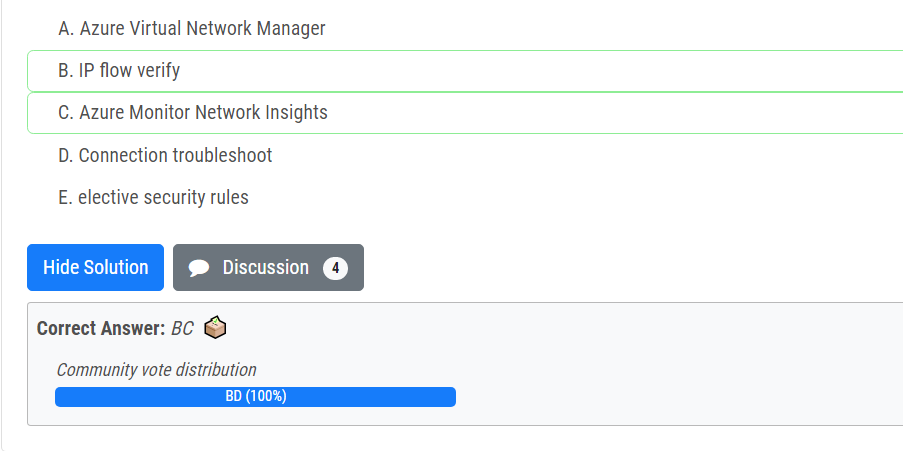 A. Azure Virtual Network Manager
B. IP flow verify
C. Azure Monitor Network Insights
D. Connection troubleshoot
E. elective security rules
Hide Solution
Discussion 4
Correct Answer: BC
Community vote distribution
BD (100%)